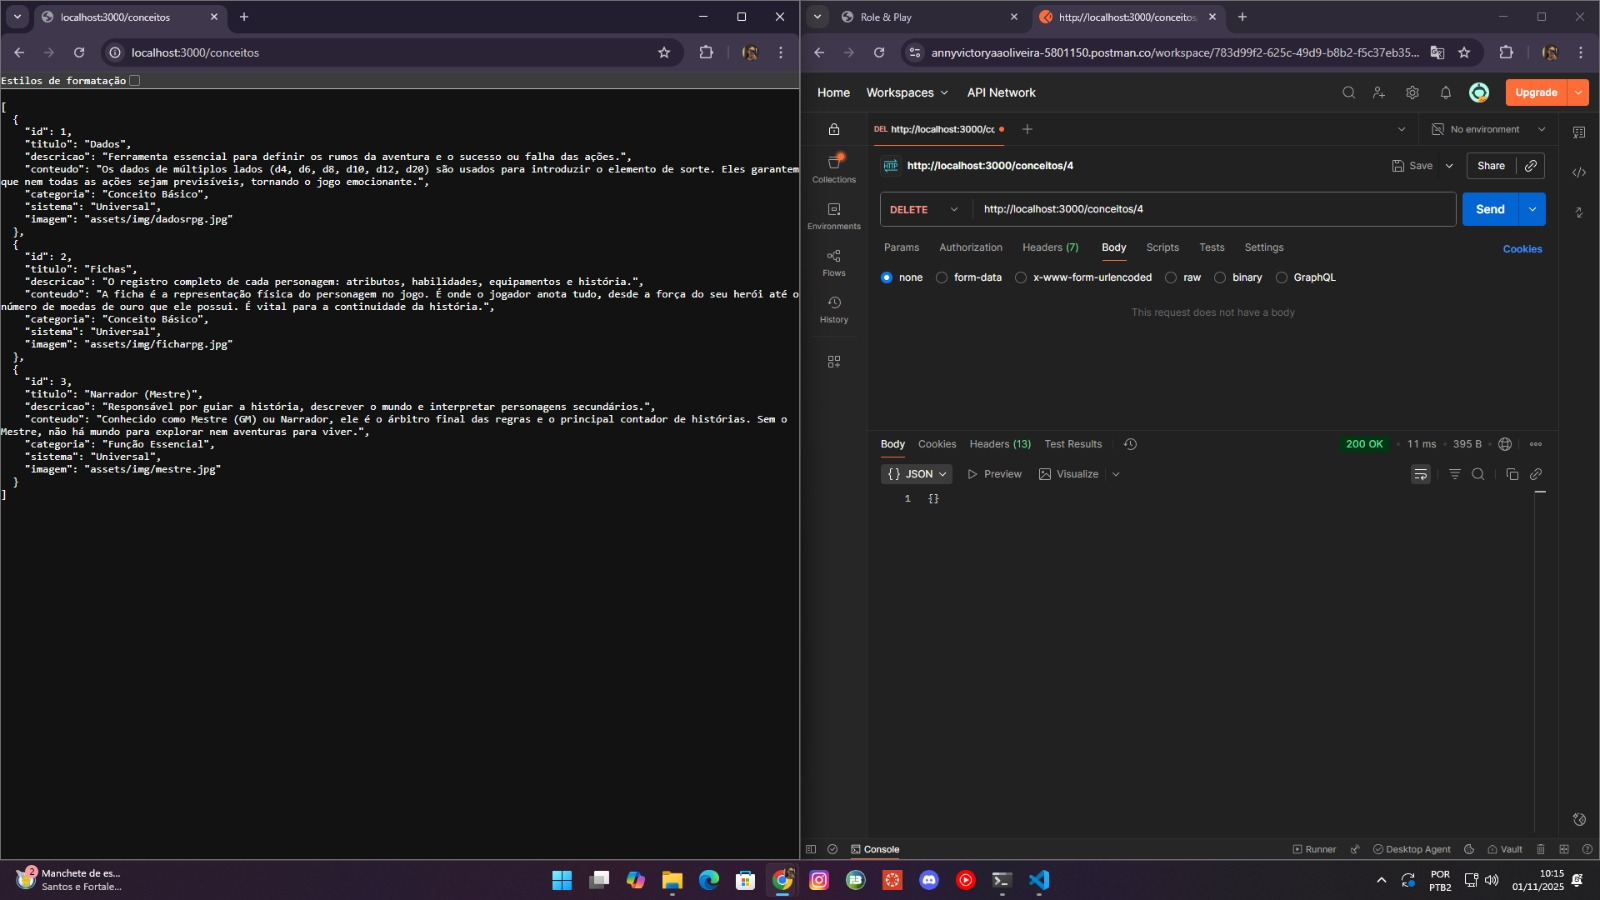 localhost:3000/conceitos
localhost:3000/conceitos
Estilos de formatação
[
  {
    "id": 1,
    "titulo": "Dados",
    "descricao": "Ferramenta essencial para definir os rumos da aventura e o sucesso ou falha das ações.",
    "conteudo": "Os dados de múltiplos lados (d4, d6, d8, d10, d12, d20) são usados para introduzir o elemento de sorte. Eles garantem
que nem todas as ações sejam previsíveis, tornando o jogo emocionante.",
    "categoria": "Conceito Básico",
    "sistema": "Universal",
    "imagem": "assets/img/dadosrpg.jpg"
  },
  {
    "id": 2,
    "titulo": "Fichas",
    "descricao": "O registro completo de cada personagem: atributos, habilidades, equipamentos e história.",
    "conteudo": "A ficha é a representação física do personagem no jogo. É onde o jogador anota tudo, desde a força do seu herói até o
número de moedas de ouro que ele possui. É vital para a continuidade da história.",
    "categoria": "Conceito Básico",
    "sistema": "Universal",
    "imagem": "assets/img/ficharpg.jpg"
  },
  {
    "id": 3,
    "titulo": "Narrador (Mestre)",
    "descricao": "Responsável por guiar a história, descrever o mundo e interpretar personagens secundários.",
    "conteudo": "Conhecido como Mestre (GM) ou Narrador, ele é o árbitro final das regras e o principal contador de histórias. Sem o
Mestre, não há mundo para explorar nem aventuras para viver.",
    "categoria": "Função Essencial",
    "sistema": "Universal",
    "imagem": "assets/img/mestre.jpg"
  }
]
Role & Play
http://localhost:3000/conceitos
annyvictoryaaoliveira-5801150.postman.co/workspace/783d99f2-625c-49d9-b8b2-f5c37eb35...
Home Workspaces API Network Upgrade
DEL http://localhost:3000/cc No environment
Collections
Environments
Flows
History
HTTP http://localhost:3000/conceitos/4 Save Share
DELETE http://localhost:3000/conceitos/4 Send
Params Authorization Headers (7) Body Scripts Tests Settings Cookies
none form-data x-www-form-urlencoded raw binary GraphQL
This request does not have a body
Body Cookies Headers (13) Test Results 200 OK • 11 ms • 395 B
{} JSON Preview Visualize
1 {}
Console Runner Desktop Agent Vault
2 Manchete de es...
Santos e Fortale...
POR
PTB2
10:15
01/11/2025